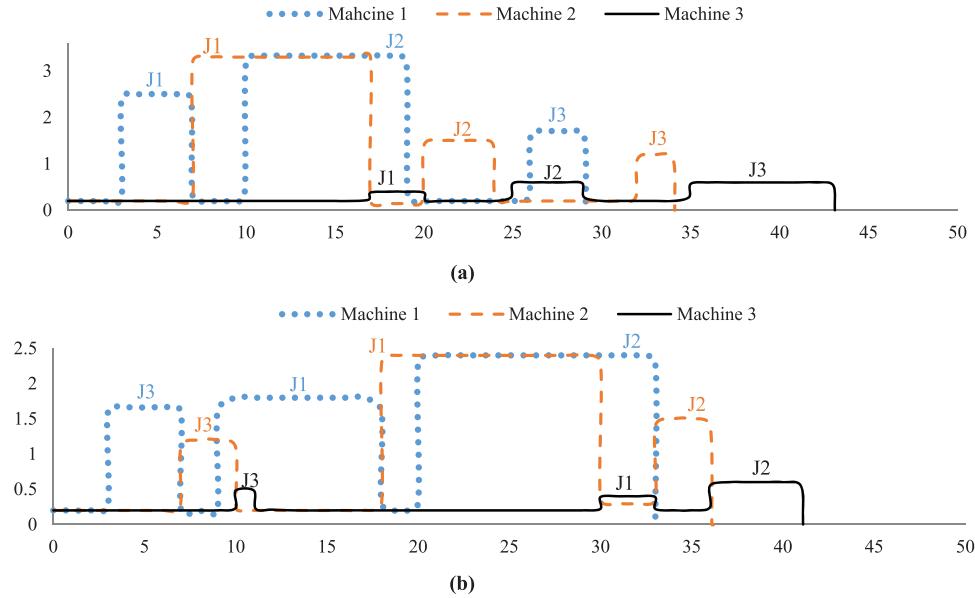 Mahcine 1 Machine 2 Machine 3
J1 J2
3
J1
2
J3
J2 J3
1
J1 J2 J3
0
0 5 10 15 20 25 30 35 40 45 50
(a)
Machine 1 Machine 2 Machine 3
2.5
J1 J2
2
J3 J1
1.5
J3 J2
1
J3 J1 J2
0.5
0
0 5 10 15 20 25 30 35 41 45 50
(b)